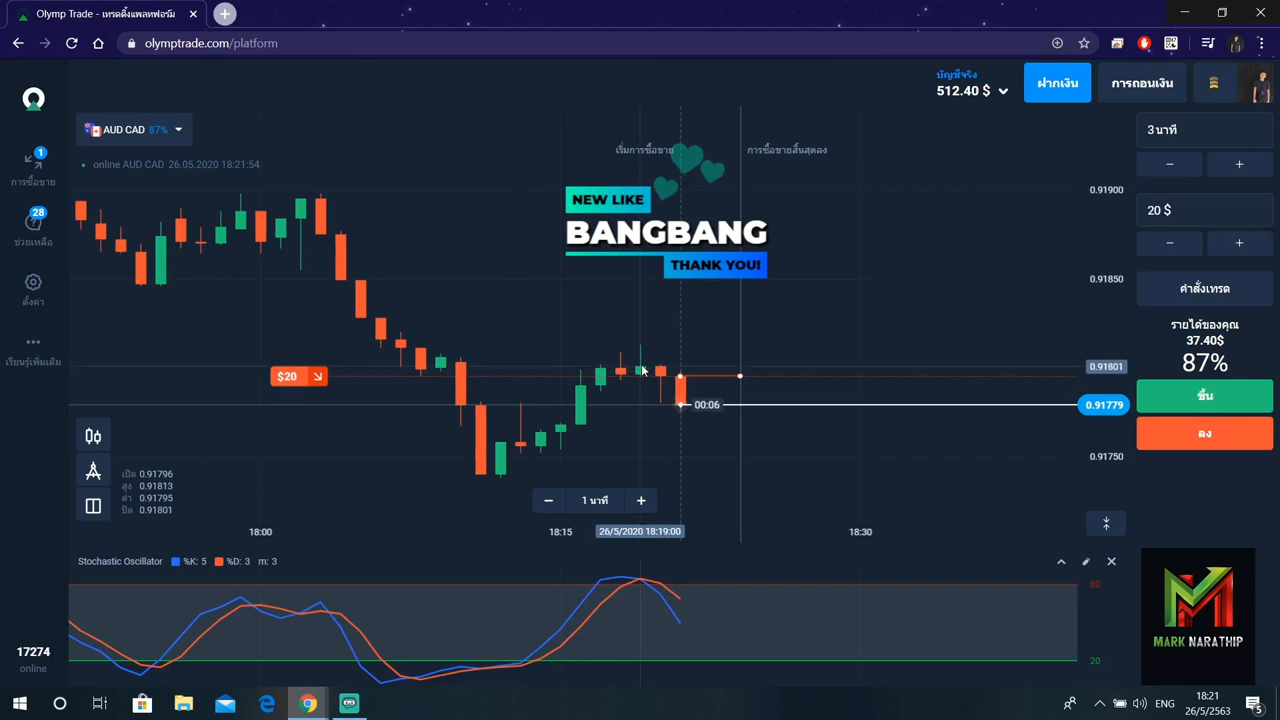 Olymp Trade - เทรดดิ้งแพลทฟอร์ม
olymptrade.com/platform
บัญชีจริง
512.40 $
ฝากเงิน
การถอนเงิน
AUD CAD 87%
online AUD CAD 26.05.2020 18:21:54
1
การซื้อขาย
28
ช่วยเหลือ
ตั้งค่า
เรียนรู้เพิ่มเติม
17274
online
เริ่มการซื้อขาย
การซื้อขายสิ้นสุดลง
NEW LIKE
BANGBANG
THANK YOU!
$20
00:06
0.91900
0.91850
0.91801
0.91779
0.91750
เปิด 0.91796
สูง 0.91813
ต่ำ 0.91795
ปิด 0.91801
1 นาที
18:00
18:15
26/5/2020 18:19:00
18:30
Stochastic Oscillator %K: 5 %D: 3 m: 3
80
20
3 นาที
20 $
คำสั่งเทรด
รายได้ของคุณ
37.40$
87%
ขึ้น
ลง
MARK NARATHIP
ENG
18:21
26/5/2563
5